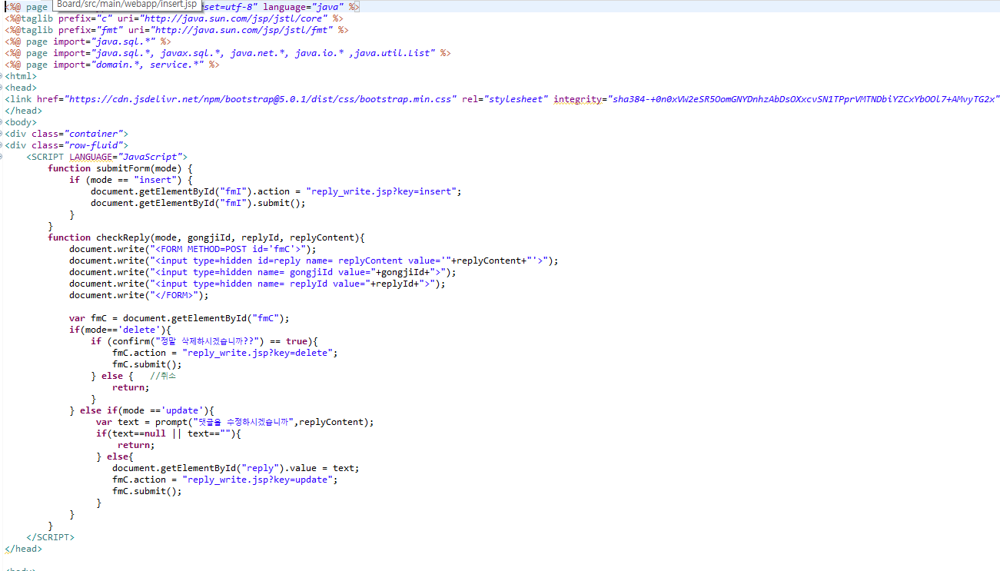 Board/src/main/webapp/insert.jsp
<%@ page set=utf-8" language="java" %>
<%@taglib prefix="c" uri="http://java.sun.com/jsp/jstl/core" %>
<%@taglib prefix="fmt" uri="http://java.sun.com/jsp/jstl/fmt" %>
<%@ page import="java.sql.*" %>
<%@ page import="java.sql.*, javax.sql.*, java.net.*, java.io.* ,java.util.List" %>
<%@ page import="domain.*, service.*" %>
<html>
<head>
<link href="https://cdn.jsdelivr.net/npm/bootstrap@5.0.1/dist/css/bootstrap.min.css" rel="stylesheet" integrity="sha384-+0n0xVW2eSR5OomGNYDnhzAbDsOXxcvSN1TPprVMTNDbiYZCxYbOOl7+AMvyTG2x"
</head>
<body>
<div class="container">
<div class="row-fluid">
<SCRIPT LANGUAGE="JavaScript">
function submitForm(mode) {
if (mode == "insert") {
document.getElementById("fmI").action = "reply_write.jsp?key=insert";
document.getElementById("fmI").submit();
}
}
function checkReply(mode, gongjiId, replyId, replyContent){
document.write("<FORM METHOD=POST id='fmC'>");
document.write("<input type=hidden id=reply name= replyContent value='"+replyContent+"'>");
document.write("<input type=hidden name= gongjiId value="+gongjiId+">");
document.write("<input type=hidden name= replyId value="+replyId+">");
document.write("</FORM>");
var fmC = document.getElementById("fmC");
if(mode=='delete'){
if (confirm("정말 삭제하시겠습니까??") == true){
fmC.action = "reply_write.jsp?key=delete";
fmC.submit();
} else { //취소
return;
}
} else if(mode =='update'){
var text = prompt("댓글을 수정하시겠습니까",replyContent);
if(text==null || text==""){
return;
} else{
document.getElementById("reply").value = text;
fmC.action = "reply_write.jsp?key=update";
fmC.submit();
}
}
}
</SCRIPT>
</head>